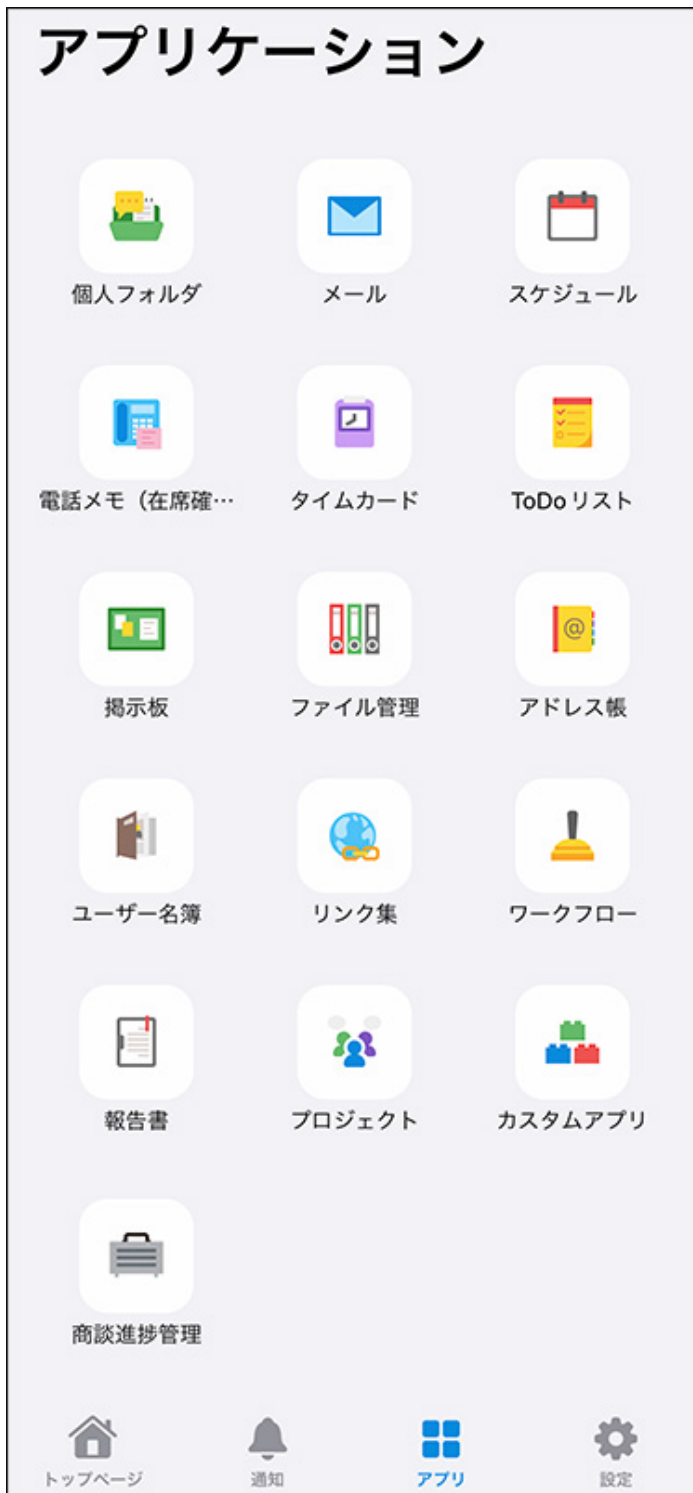 アプリケーション
個人フォルダ
メール
スケジュール
電話メモ（在席確…
タイムカード
ToDoリスト
掲示板
ファイル管理
アドレス帳
ユーザー名簿
リンク集
ワークフロー
報告書
プロジェクト
カスタムアプリ
商談進捗管理
トップページ
通知
アプリ
設定